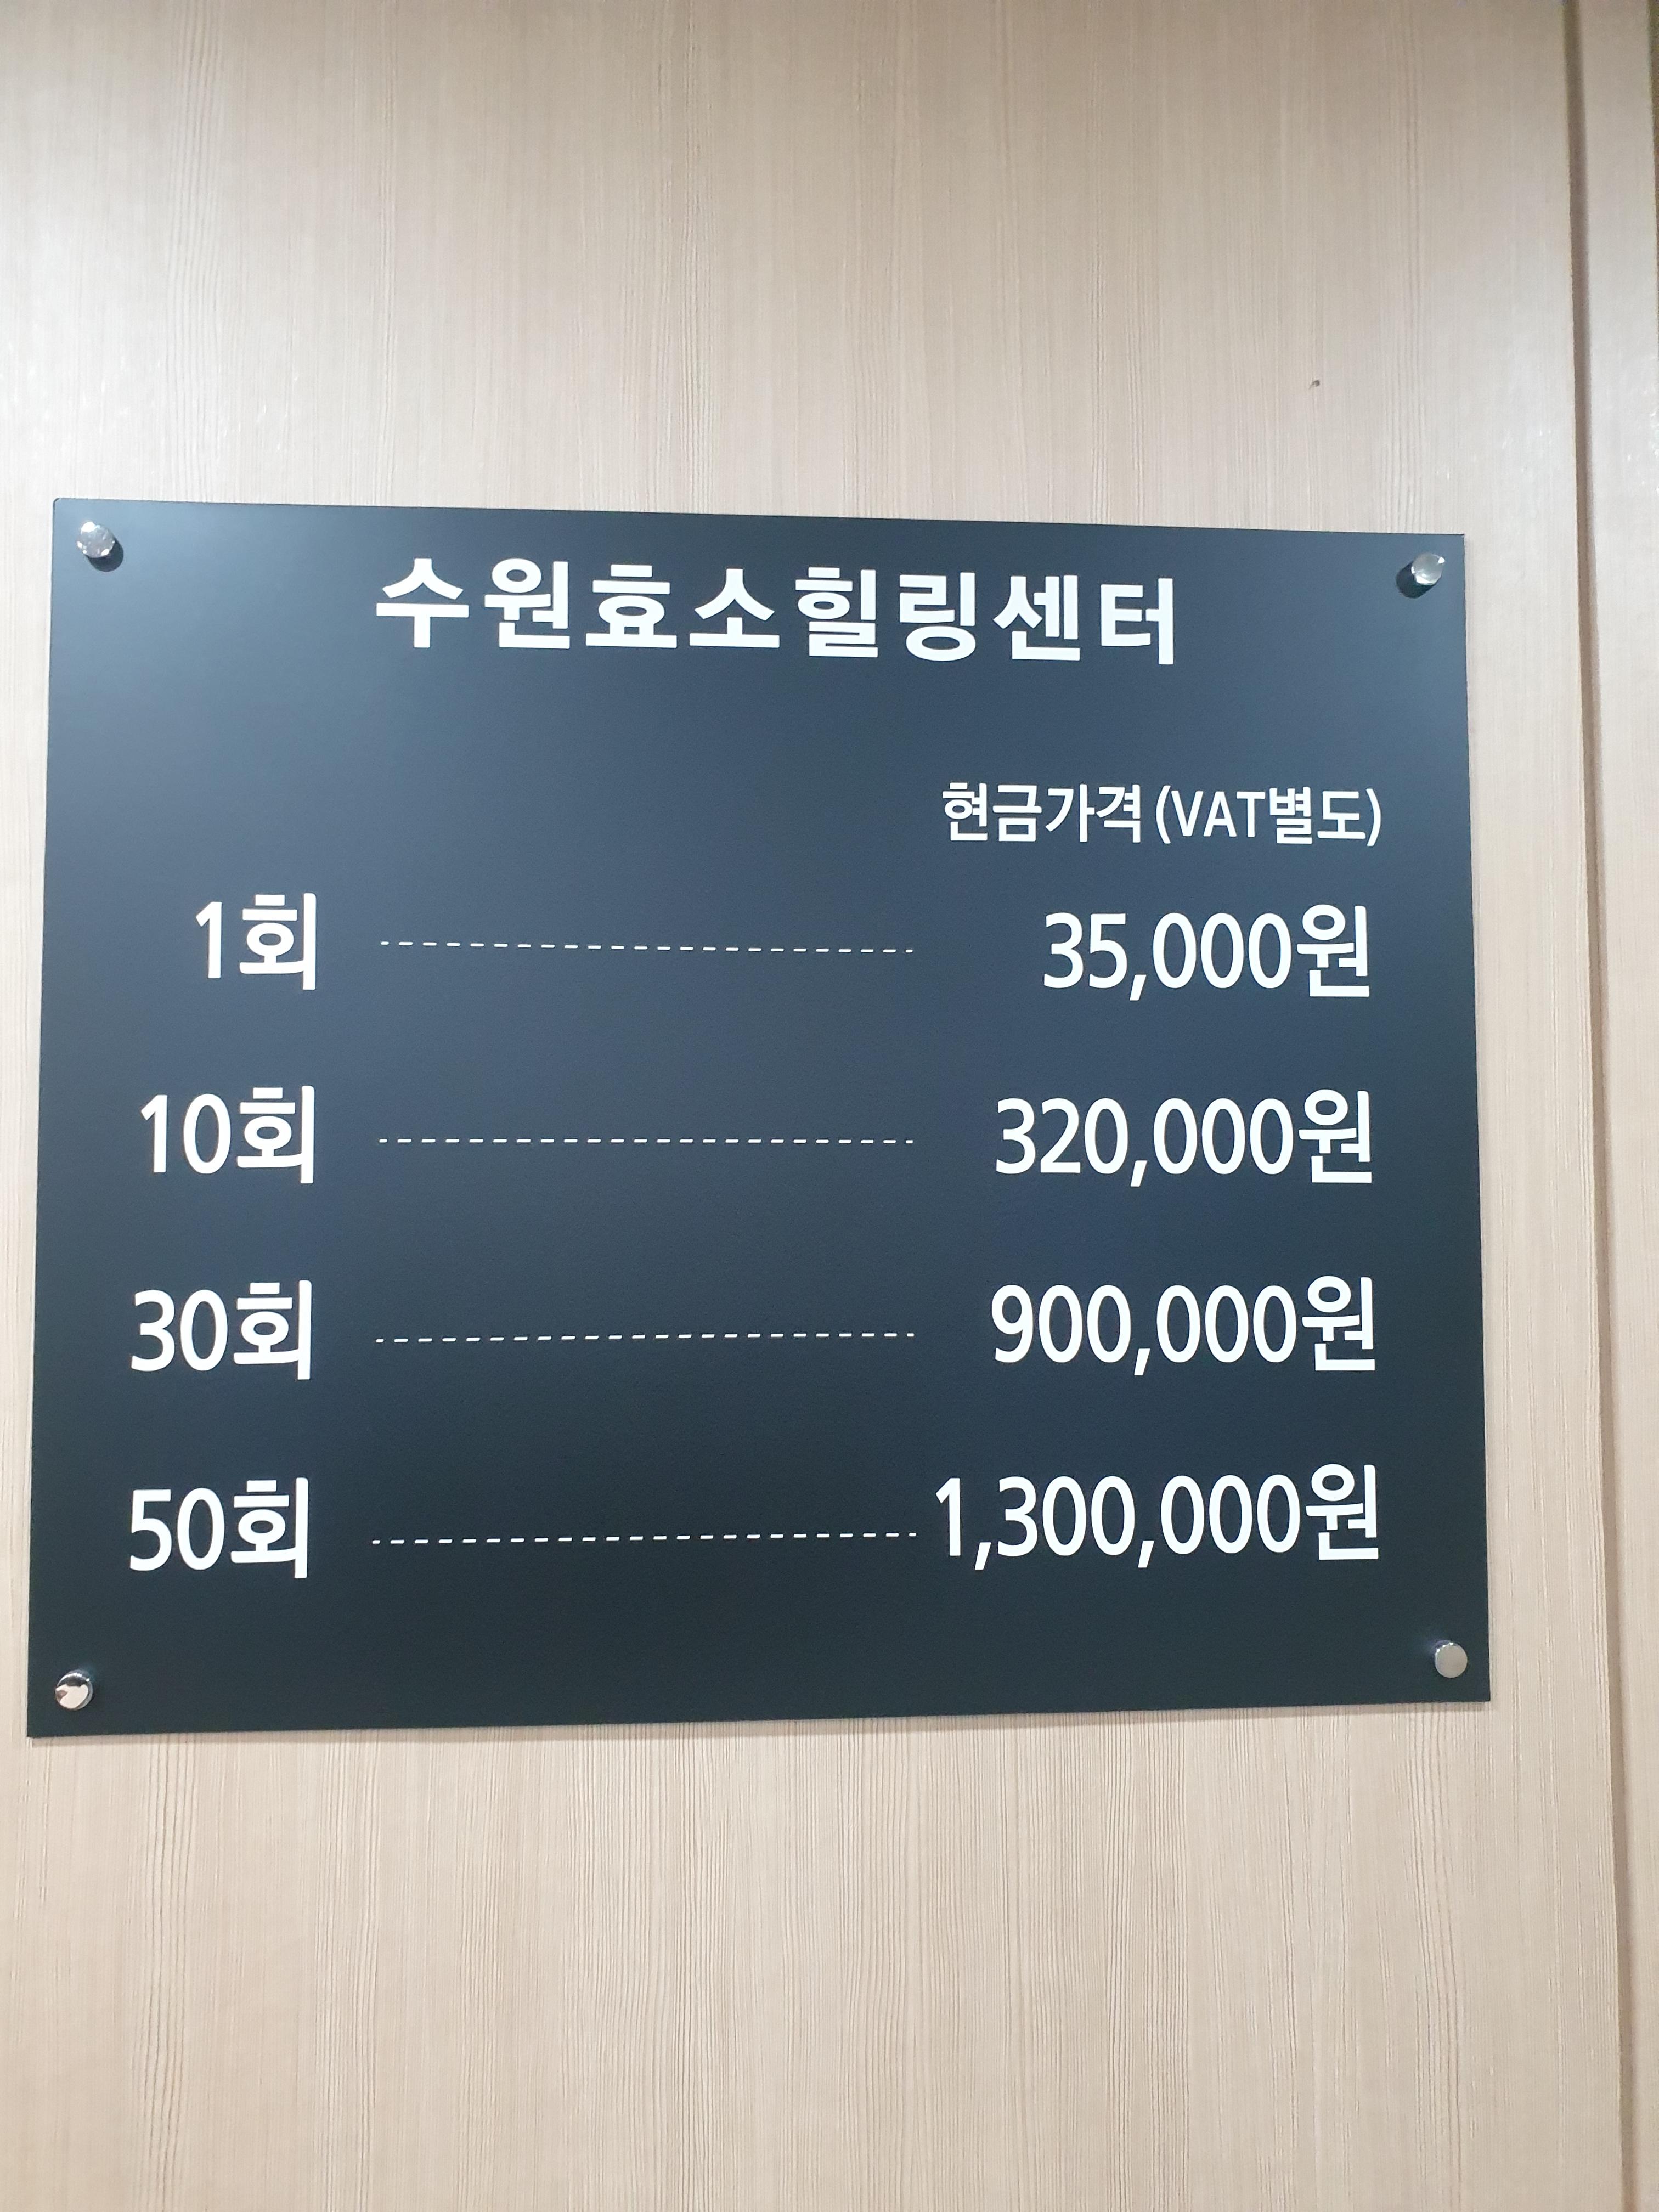 수원효소힐링센터
현금가격 (VAT별도)
1회 ---------------------- 35,000원
10회 ---------------------- 320,000원
30회 ---------------------- 900,000원
50회 ---------------------- 1,300,000원